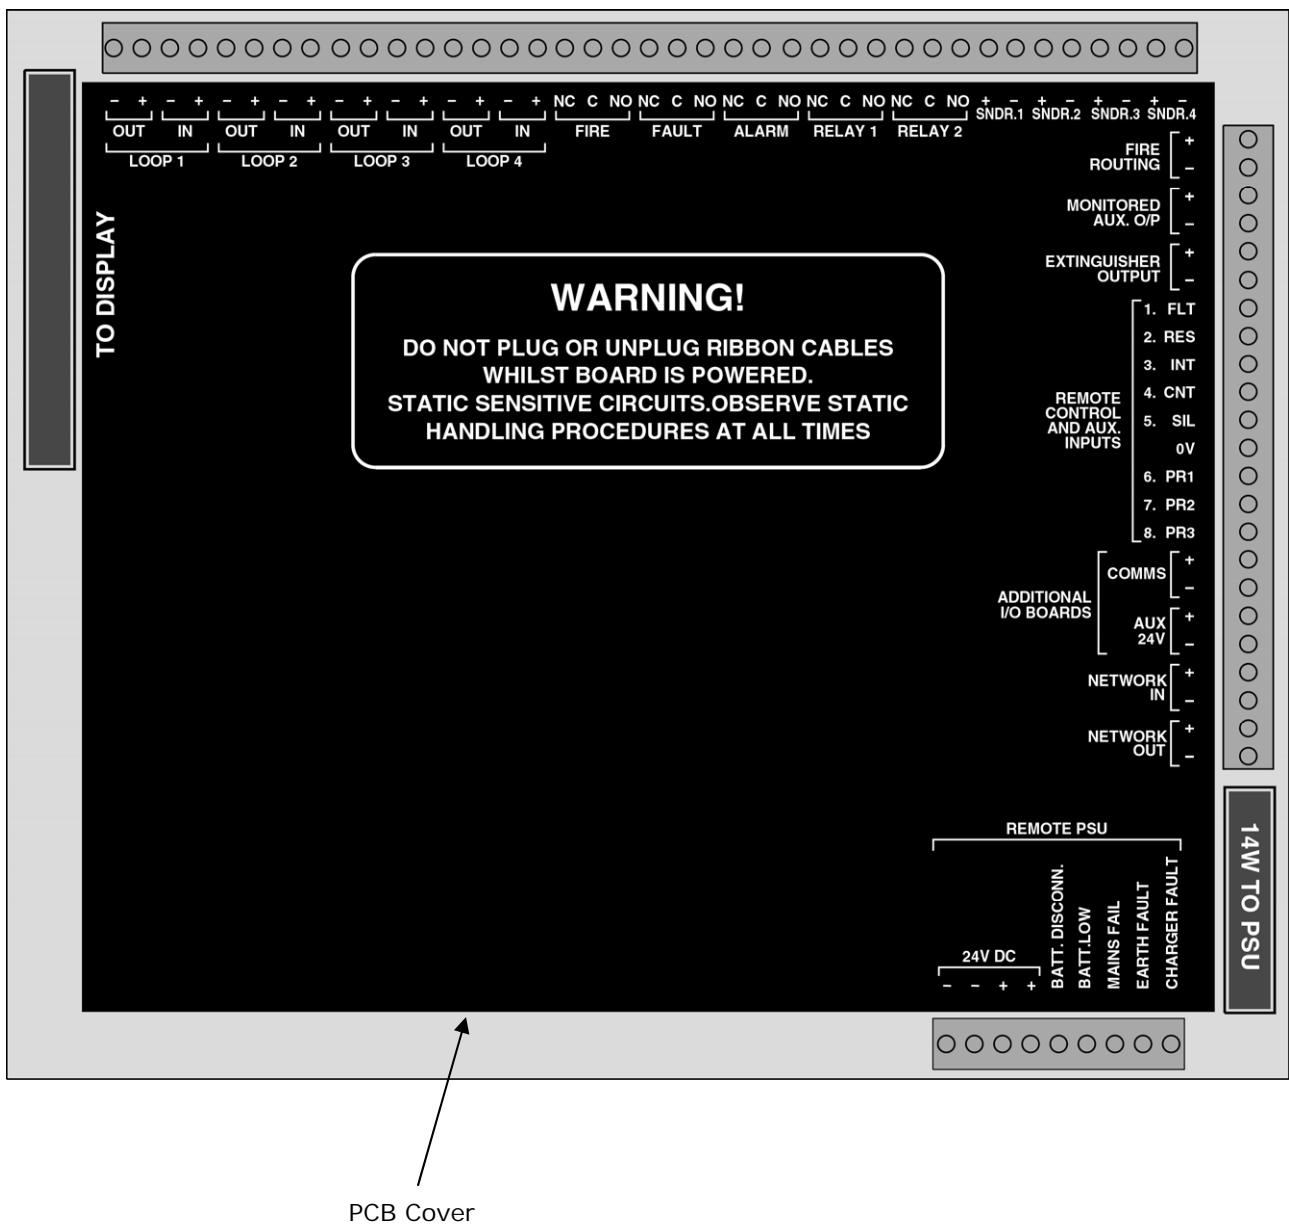 − + − + − + − + − + − + − + − + NC C NO NC C NO NC C NO NC C NO NC C NO + − + − + − + −
OUT IN OUT IN OUT IN OUT IN FIRE FAULT ALARM RELAY 1 RELAY 2 SNDR.1 SNDR.2 SNDR.3 SNDR.4
LOOP 1 LOOP 2 LOOP 3 LOOP 4
TO DISPLAY
WARNING!
DO NOT PLUG OR UNPLUG RIBBON CABLES
WHILST BOARD IS POWERED.
STATIC SENSITIVE CIRCUITS.OBSERVE STATIC
HANDLING PROCEDURES AT ALL TIMES
FIRE
ROUTING
+
−
MONITORED
AUX. O/P
+
−
EXTINGUISHER
OUTPUT
+
−
REMOTE
CONTROL
AND AUX.
INPUTS
1. FLT
2. RES
3. INT
4. CNT
5. SIL
0V
6. PR1
7. PR2
8. PR3
ADDITIONAL
I/O BOARDS
COMMS
+
−
AUX
24V
+
−
NETWORK
IN
+
−
NETWORK
OUT
+
−
REMOTE PSU
24V DC
− − + +
BATT. DISCONN.
BATT.LOW
MAINS FAIL
EARTH FAULT
CHARGER FAULT
14W TO PSU
PCB Cover